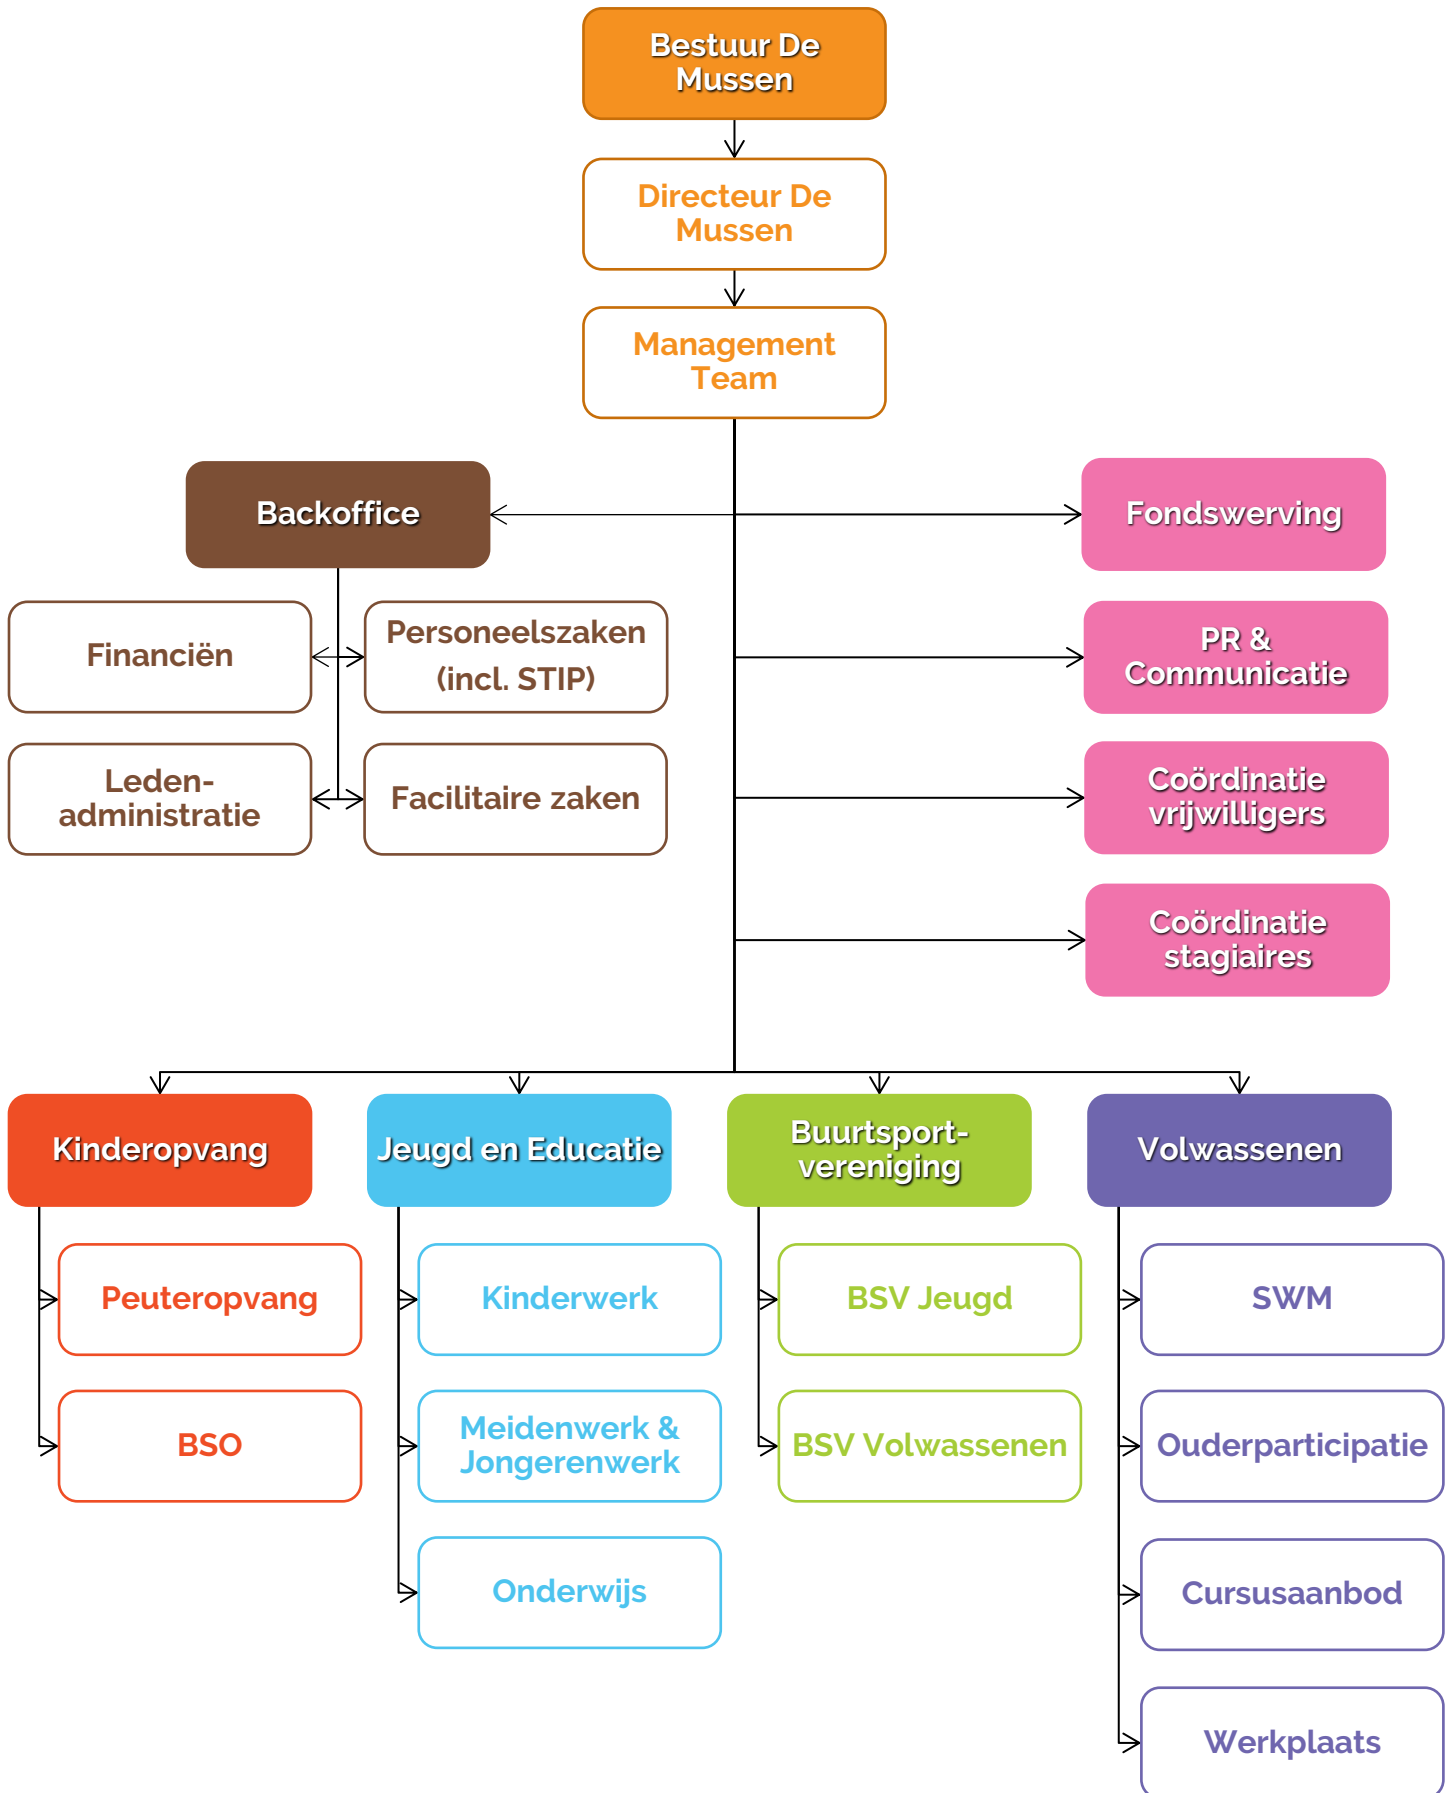 Bestuur De
Mussen
Directeur De
Mussen
Management
Team
Backoffice
Fondswerving
Financiën
Personeelszaken
(incl. STIP)
PR &
Communicatie
Leden-
administratie
Facilitaire zaken
Coördinatie
vrijwilligers
Coördinatie
stagiaires
Kinderopvang
Jeugd en Educatie
Buurtsport-
vereniging
Volwassenen
Peuteropvang
Kinderwerk
BSV Jeugd
SWM
BSO
Meidenwerk &
Jongerenwerk
BSV Volwassenen
Ouderparticipatie
Onderwijs
Cursusaanbod
Werkplaats